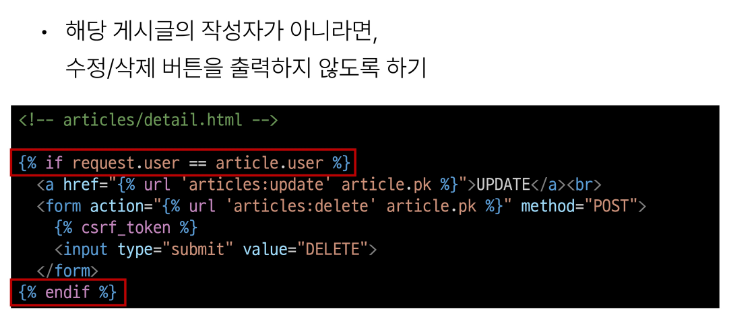 • 해당 게시글의 작성자가 아니라면,
수정/삭제 버튼을 출력하지 않도록 하기
<!-- articles/detail.html -->
{% if request.user == article.user %}
<a href="{% url 'articles:update' article.pk %}">UPDATE</a><br>
<form action="{% url 'articles:delete' article.pk %}" method="POST">
{% csrf_token %}
<input type="submit" value="DELETE">
</form>
{% endif %}